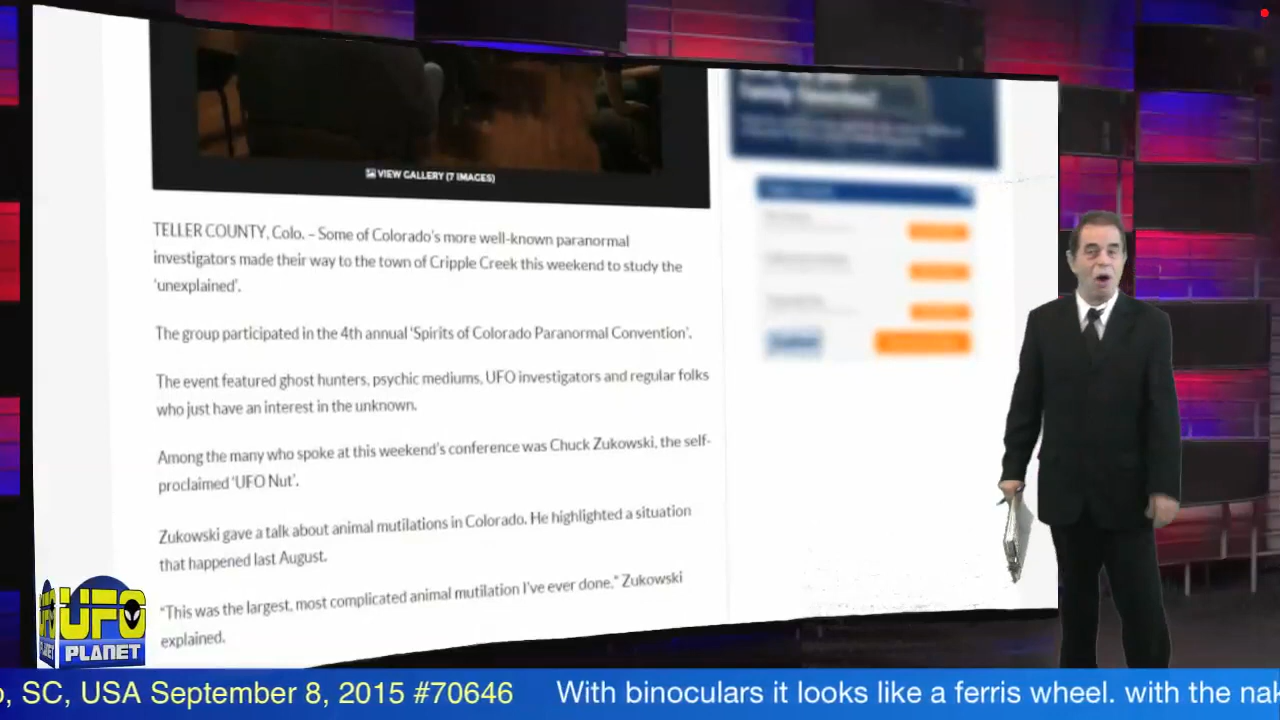 VIEW GALLERY (7 IMAGES)
TELLER COUNTY, Colo. – Some of Colorado's more well-known paranormal
investigators made their way to the town of Cripple Creek this weekend to study the
'unexplained'.
The group participated in the 4th annual 'Spirits of Colorado Paranormal Convention'.
The event featured ghost hunters, psychic mediums, UFO investigators and regular folks
who just have an interest in the unknown.
Among the many who spoke at this weekend's conference was Chuck Zukowski, the self-
proclaimed 'UFO Nut'.
Zukowski gave a talk about animal mutilations in Colorado. He highlighted a situation
that happened last August.
"This was the largest, most complicated animal mutilation I've ever done," Zukowski
explained.
UFO
PLANET
, SC, USA September 8, 2015 #70646 With binoculars it looks like a ferris wheel. with the